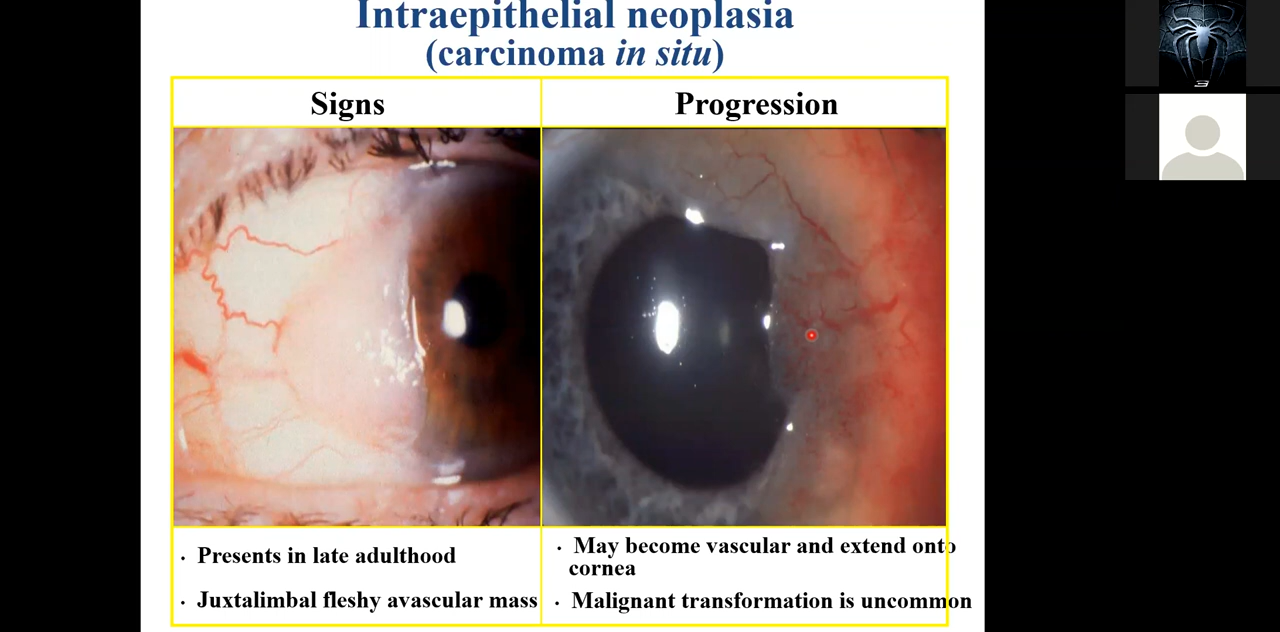 Intraepithelial neoplasia
(carcinoma in situ)
Signs
Progression
· Presents in late adulthood
· Juxtalimbal fleshy avascular mass
· May become vascular and extend onto
cornea
· Malignant transformation is uncommon
3